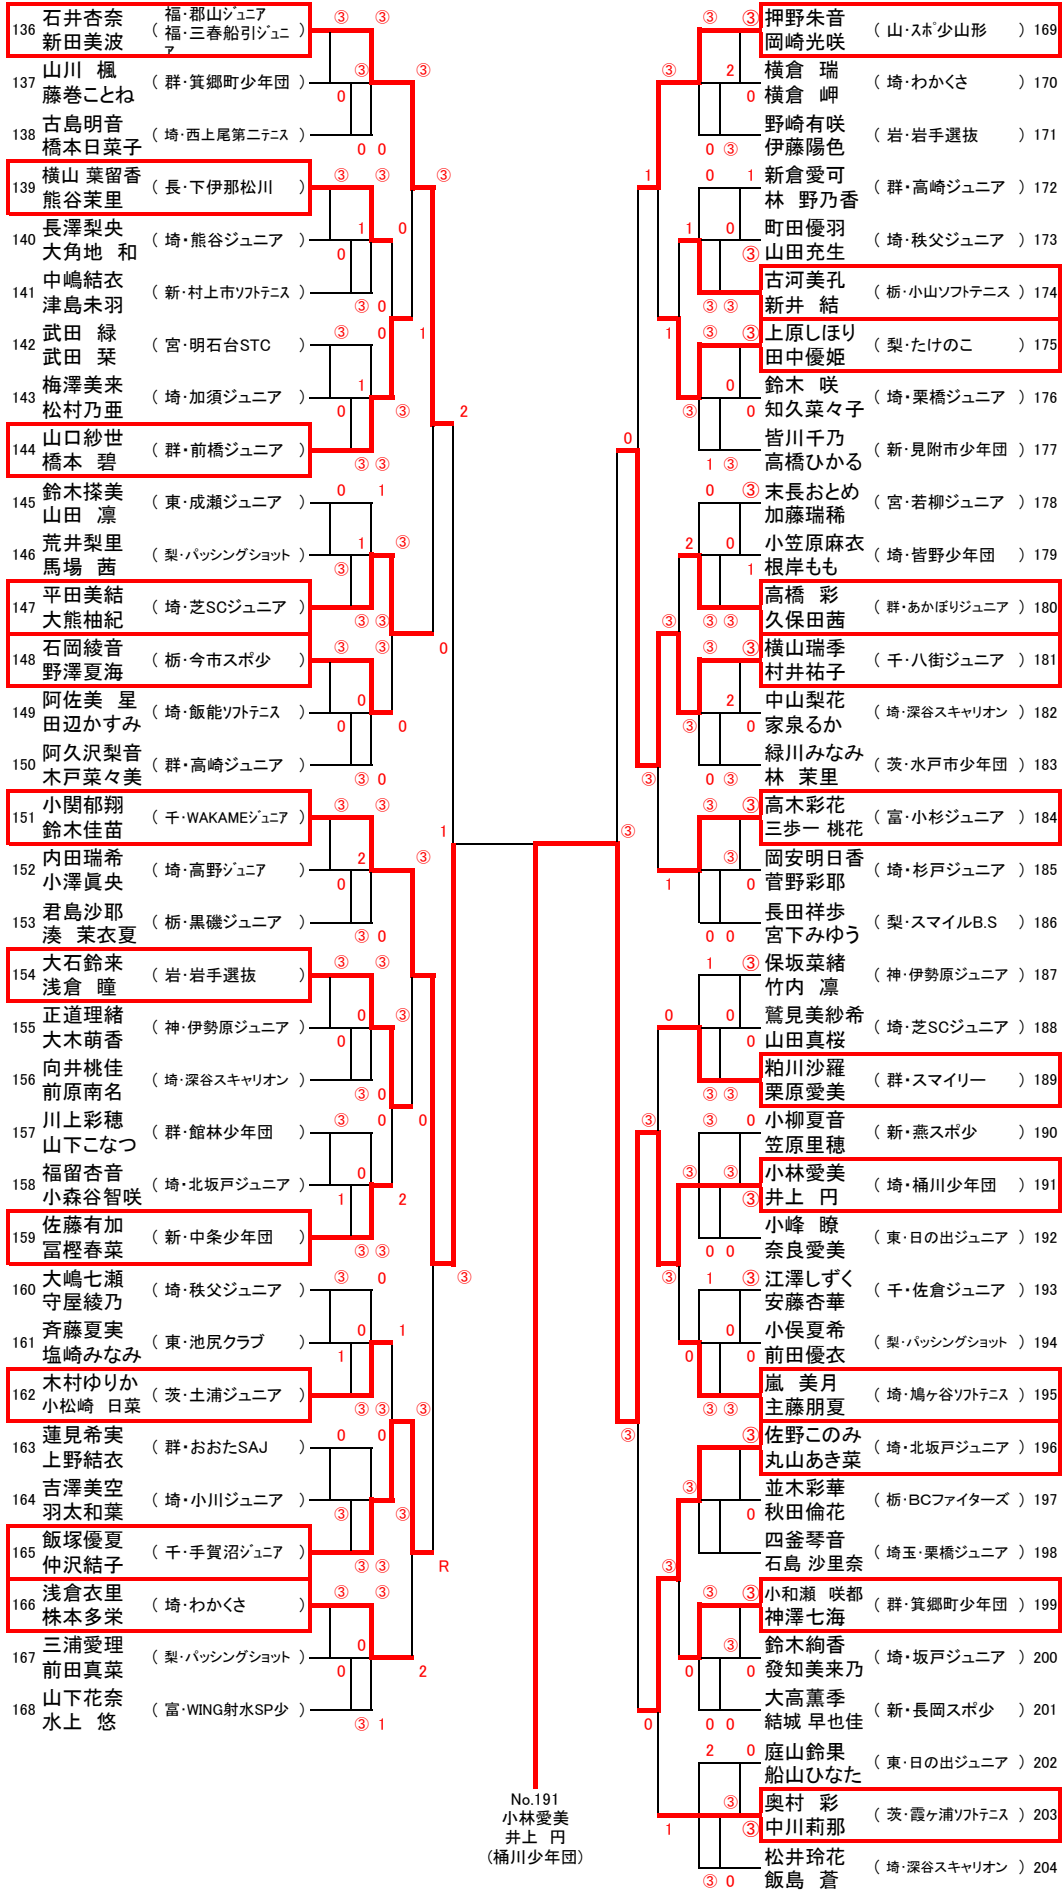 136 石井杏奈 新田美波 (福・郡山ジュニア 福・三春船引ジュニア)
137 山川 楓 藤巻ことね (群・箕郷町少年団)
138 古島明音 橋本日菜子 (埼・西上尾第二テニス)
139 横山 葉留香 熊谷茉里 (長・下伊那松川)
140 長澤梨央 大角地 和 (埼・熊谷ジュニア)
141 中嶋結衣 津島未羽 (新・村上市ソフトテニス)
142 武田 緑 武田 栞 (宮・明石台STC)
143 梅澤美来 松村乃亜 (埼・加須ジュニア)
144 山口紗世 橋本 碧 (群・前橋ジュニア)
145 鈴木搽美 山田 凛 (東・成瀬ジュニア)
146 荒井梨里 馬場 茜 (梨・パッシングショット)
147 平田美結 大熊柚紀 (埼・芝SCジュニア)
148 石岡綾音 野澤夏海 (栃・今市スポ少)
149 阿佐美 星 田辺かすみ (埼・飯能ソフトテニス)
150 阿久沢梨音 木戸菜々美 (群・高崎ジュニア)
151 小関郁翔 鈴木佳苗 (千・WAKAMEジュニア)
152 内田瑞希 小澤眞央 (埼・高野ジュニア)
153 君島沙耶 湊 茉衣夏 (栃・黒磯ジュニア)
154 大石鈴来 浅倉 瞳 (岩・岩手選抜)
155 正道理緒 大木萌香 (神・伊勢原ジュニア)
156 向井桃佳 前原南名 (埼・深谷スキャリオン)
157 川上彩穂 山下こなつ (群・館林少年団)
158 福留杏音 小森谷智咲 (埼・北坂戸ジュニア)
159 佐藤有加 冨樫春菜 (新・中条少年団)
160 大嶋七瀬 守屋綾乃 (埼・秩父ジュニア)
161 斉藤夏実 塩崎みなみ (東・池尻クラブ)
162 木村ゆりか 小松崎 日菜 (茨・土浦ジュニア)
163 蓮見希実 上野結衣 (群・おおたSAJ)
164 吉澤美空 羽太和葉 (埼・小川ジュニア)
165 飯塚優夏 仲沢結子 (千・手賀沼ジュニア)
166 浅倉衣里 株本多栄 (埼・わかくさ)
167 三浦愛理 前田真菜 (梨・パッシングショット)
168 山下花奈 水上 悠 (富・WING射水SP少)
押野朱音 岡崎光咲 (山・スポ少山形) 169
横倉 瑞 横倉 岬 (埼・わかくさ) 170
野崎有咲 伊藤陽色 (岩・岩手選抜) 171
新倉愛可 林 野乃香 (群・高崎ジュニア) 172
町田優羽 山田充生 (埼・秩父ジュニア) 173
古河美孔 新井 結 (栃・小山ソフトテニス) 174
上原しほり 田中優姫 (梨・たけのこ) 175
鈴木 咲 知久菜々子 (埼・栗橋ジュニア) 176
皆川千乃 高橋ひかる (新・見附市少年団) 177
末長おとめ 加藤瑞稀 (宮・若柳ジュニア) 178
小笠原麻衣 根岸もも (埼・皆野少年団) 179
高橋 彩 久保田茜 (群・あかぼりジュニア) 180
横山瑞季 村井祐子 (千・八街ジュニア) 181
中山梨花 家泉るか (埼・深谷スキャリオン) 182
緑川みなみ 林 茉里 (茨・水戸市少年団) 183
高木彩花 三歩一 桃花 (富・小杉ジュニア) 184
岡安明日香 菅野彩耶 (埼・杉戸ジュニア) 185
長田祥歩 宮下みゆう (梨・スマイルB.S) 186
保坂菜緒 竹内 凛 (神・伊勢原ジュニア) 187
鷲見美紗希 山田真桜 (埼・芝SCジュニア) 188
粕川沙羅 栗原愛美 (群・スマイリー) 189
小柳夏音 笠原里穂 (新・燕スポ少) 190
小林愛美 井上 円 (埼・桶川少年団) 191
小峰 瞭 奈良愛美 (東・日の出ジュニア) 192
江澤しずく 安藤杏華 (千・佐倉ジュニア) 193
小俣夏希 前田優衣 (梨・パッシングショット) 194
嵐 美月 主藤朋夏 (埼・鳩ヶ谷ソフトテニス) 195
佐野このみ 丸山あき菜 (埼・北坂戸ジュニア) 196
並木彩華 秋田倫花 (栃・BCファイターズ) 197
四釜琴音 石島 沙里奈 (埼玉・栗橋ジュニア) 198
小和瀬 咲都 神澤七海 (群・箕郷町少年団) 199
鈴木絢香 發知美来乃 (埼・坂戸ジュニア) 200
大高薫季 結城 早也佳 (新・長岡スポ少) 201
庭山鈴果 船山ひなた (東・日の出ジュニア) 202
奥村 彩 中川莉那 (茨・霞ヶ浦ソフトテニス) 203
松井玲花 飯島 蒼 (埼・深谷スキャリオン) 204
No.191
小林愛美
井上 円
(桶川少年団)